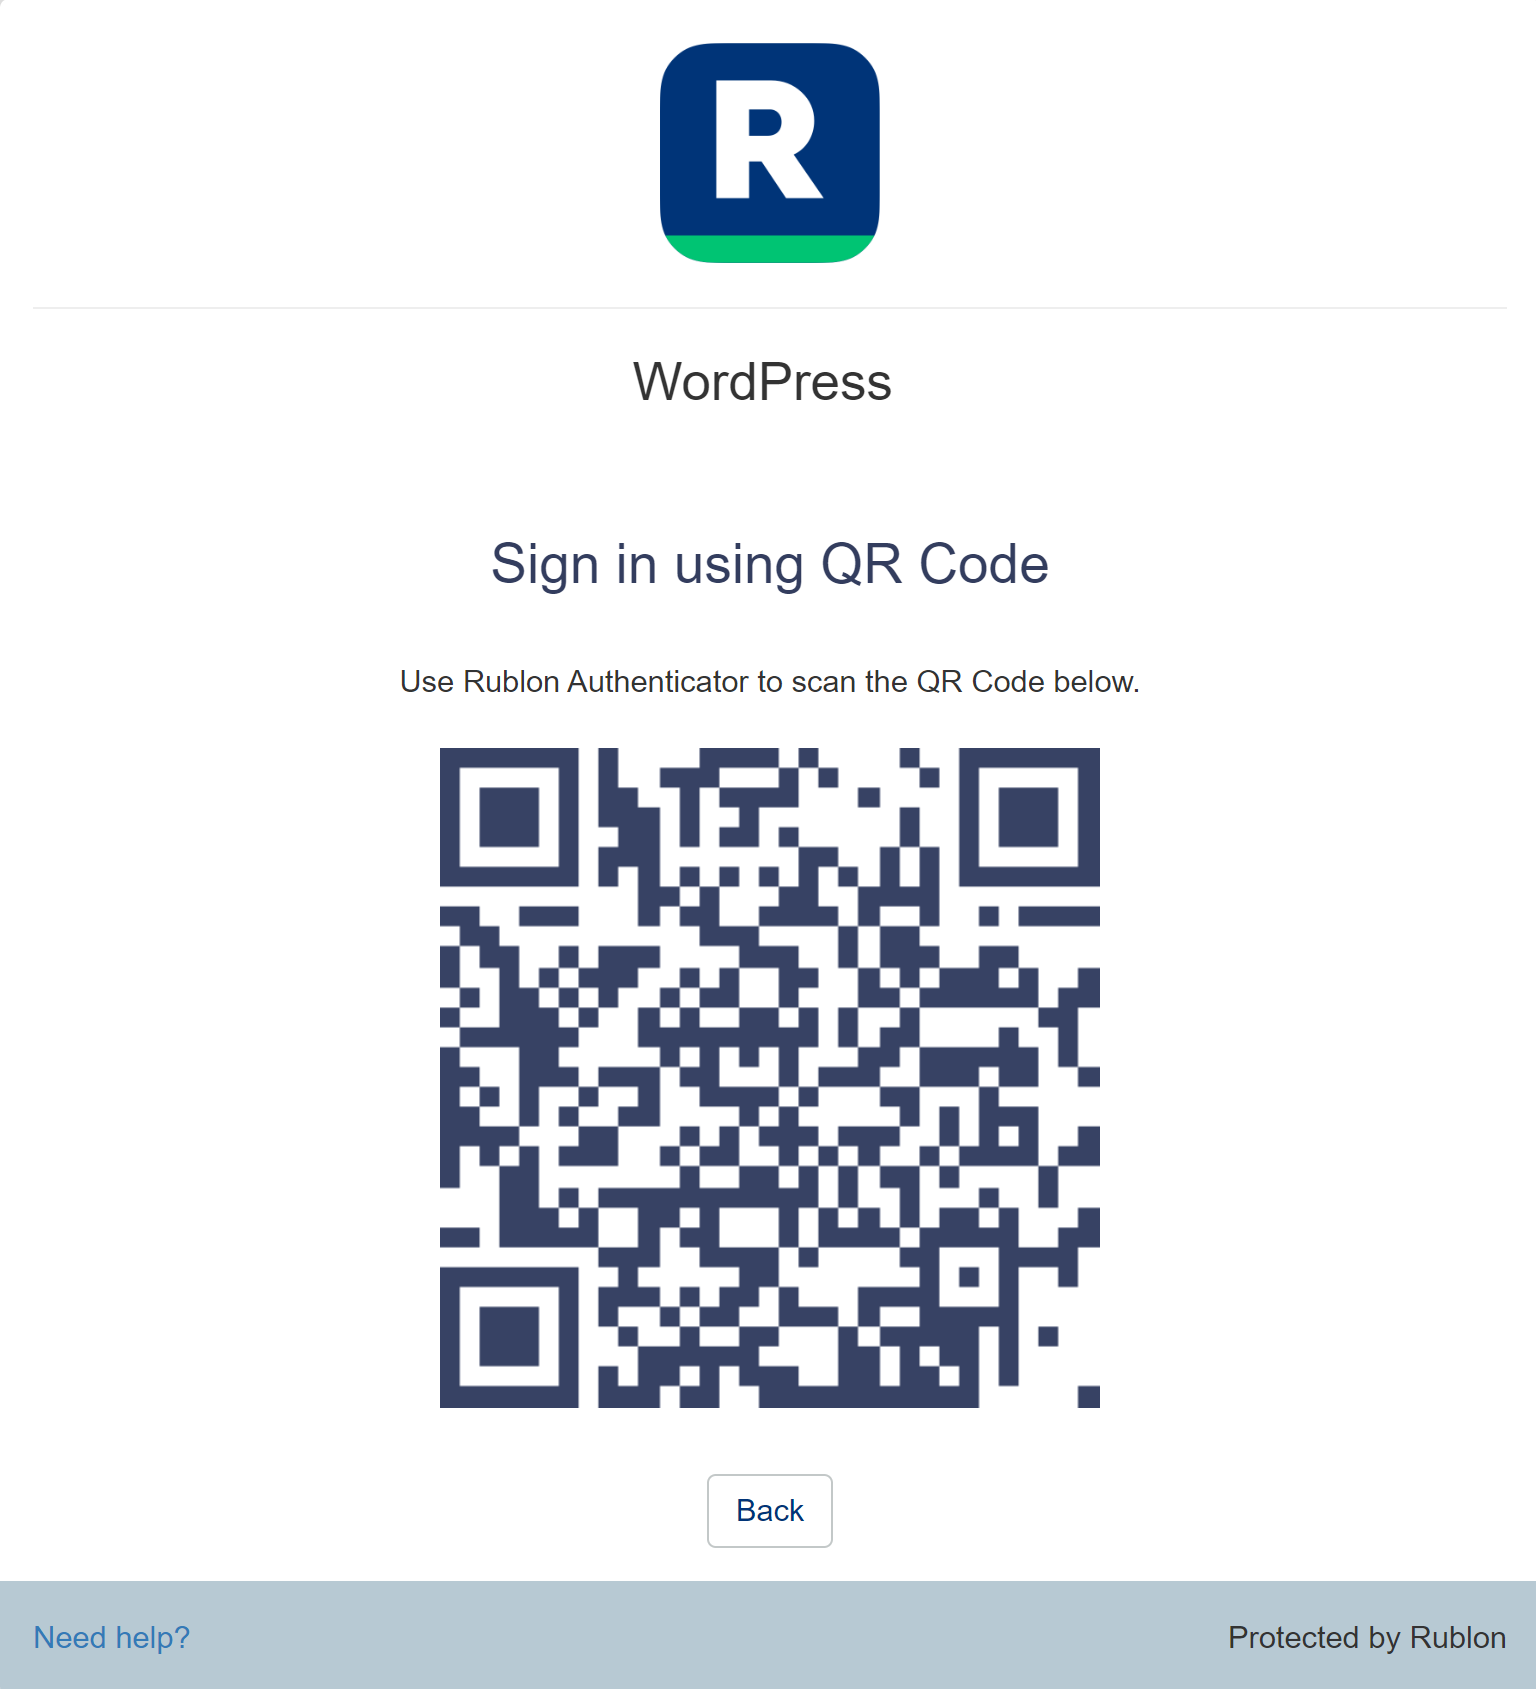 R
WordPress
Sign in using QR Code
Use Rublon Authenticator to scan the QR Code below.
Back
Need help?
Protected by Rublon